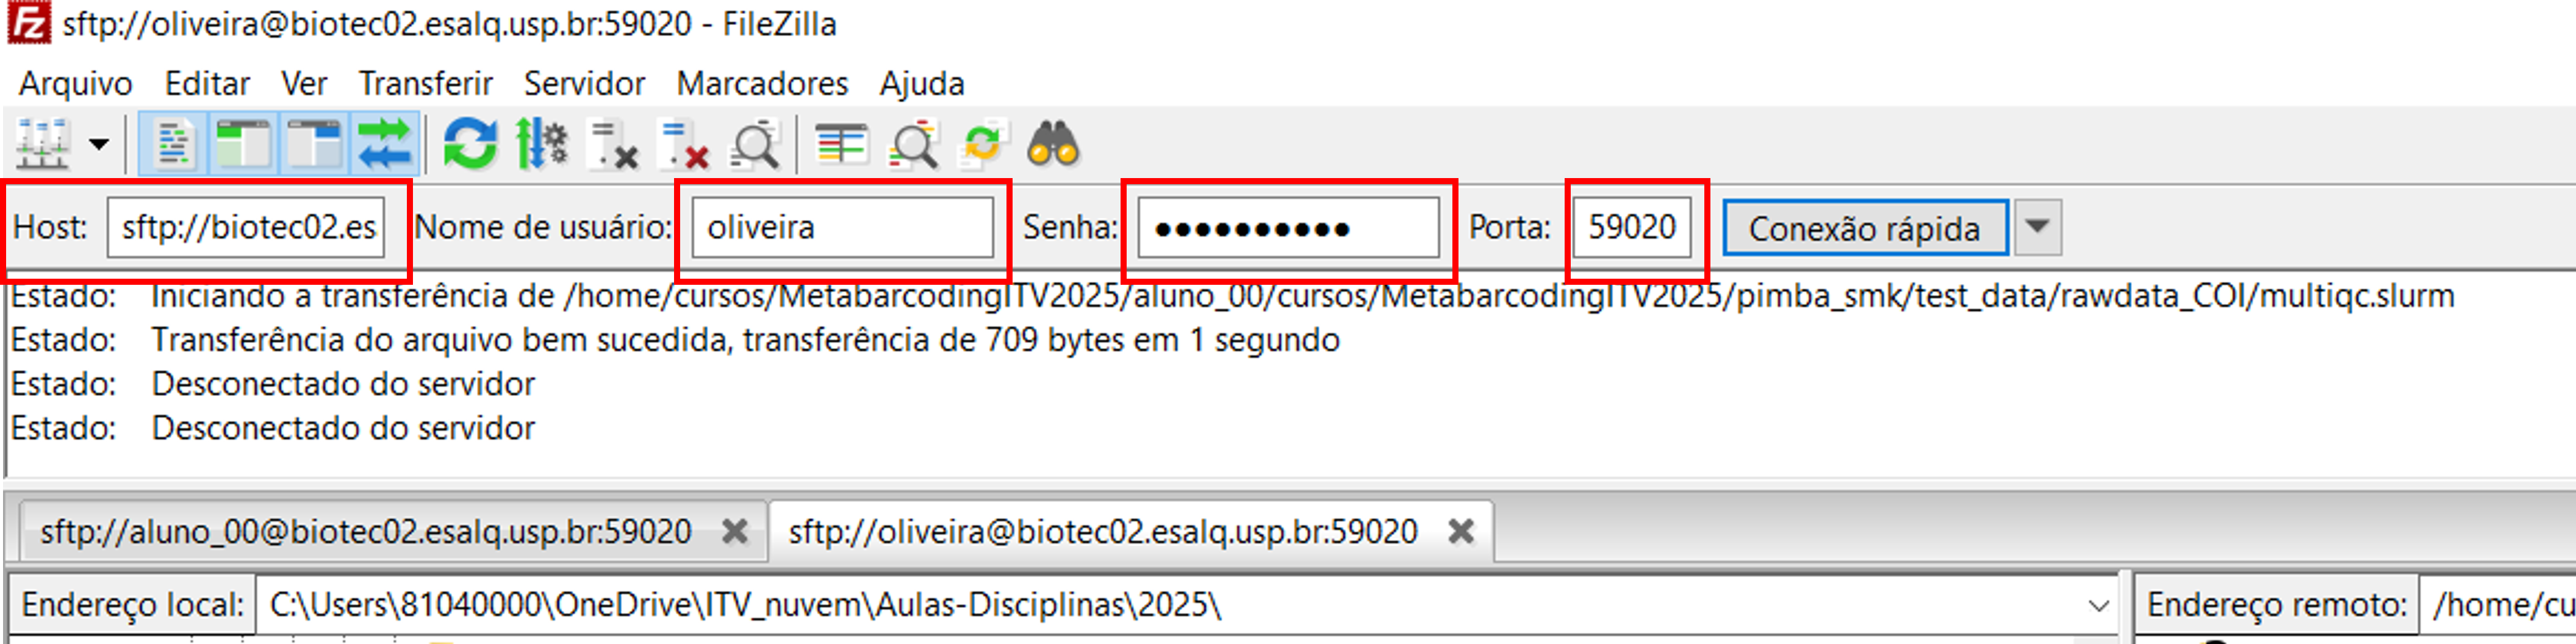 sftp://oliveira@biotec02.esalq.usp.br:59020 - FileZilla
Arquivo Editar Ver Transferir Servidor Marcadores Ajuda
Host: sftp://biotec02.es Nome de usuário: oliveira Senha: ●●●●●●●●●● Porta: 59020 Conexão rápida
Estado: Iniciando a transferência de /home/cursos/MetabarcodingITV2025/aluno_00/cursos/MetabarcodingITV2025/pimba_smk/test_data/rawdata_COI/multiqc.slurm
Estado: Transferência do arquivo bem sucedida, transferência de 709 bytes em 1 segundo
Estado: Desconectado do servidor
Estado: Desconectado do servidor
sftp://aluno_00@biotec02.esalq.usp.br:59020 sftp://oliveira@biotec02.esalq.usp.br:59020
Endereço local: C:\Users\81040000\OneDrive\ITV_nuvem\Aulas-Disciplinas\2025\ Endereço remoto: /home/cu